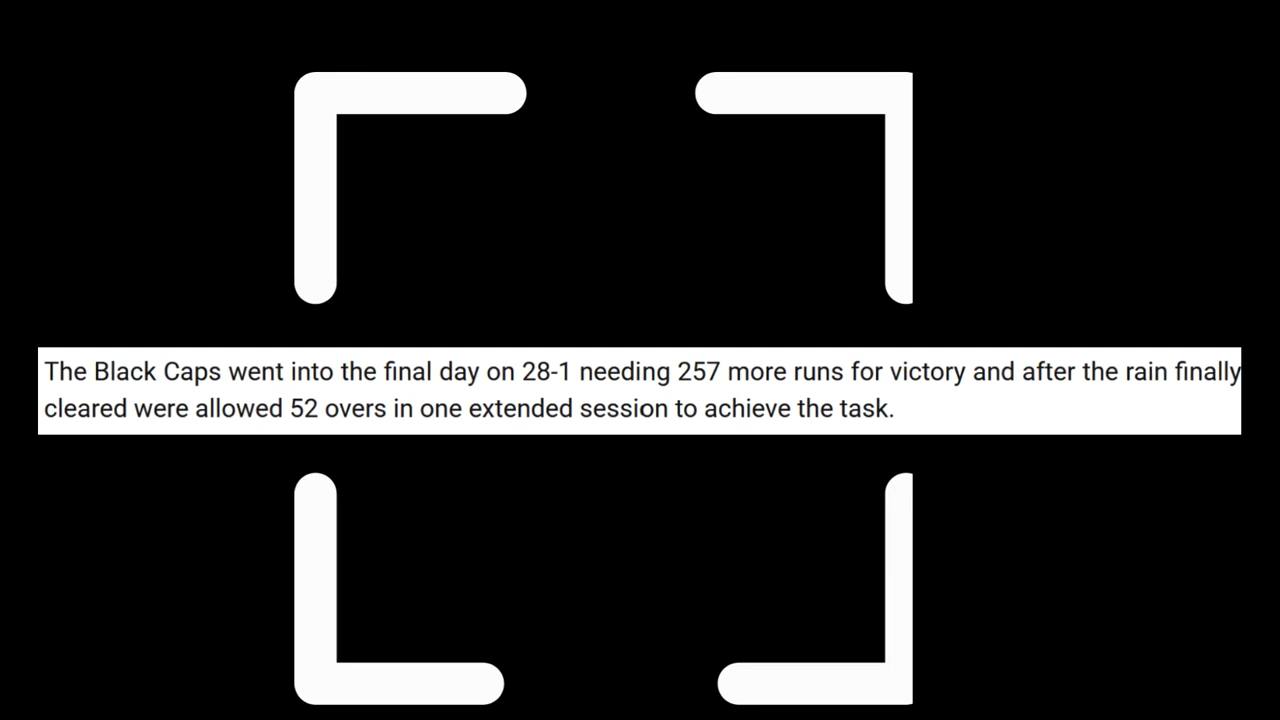 The Black Caps went into the final day on 28-1 needing 257 more runs for victory and after the rain finally
cleared were allowed 52 overs in one extended session to achieve the task.